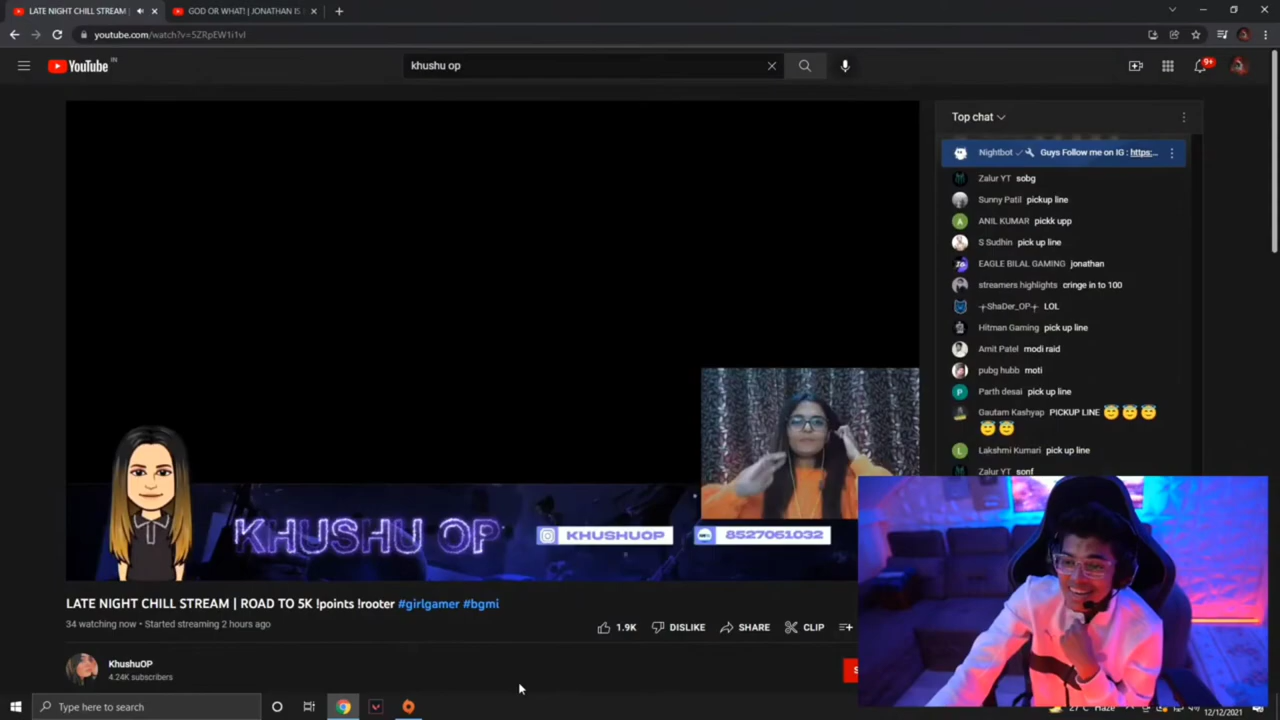 LATE NIGHT CHILL STREAM |
GOD OR WHAT! | JONATHAN IS
youtube.com/watch?v=5ZRpEW1i1vI
YouTube IN
khushu op
9+
Top chat
Nightbot Guys Follow me on IG : https:...
Zalur YT sobg
Sunny Patil pickup line
ANIL KUMAR pickk upp
S Sudhin pick up line
EAGLE BILAL GAMING jonathan
streamers highlights cringe in to 100
ShaDer_OP LOL
Hitman Gaming pick up line
Amit Patel modi raid
pubg hubb moti
Parth desai pick up line
Gautam Kashyap PICKUP LINE 😇😇😇
😇😇
Lakshmi Kumari pick up line
Zalur YT sonf
KHUSHU OP
KHUSHUOP
8527051032
LATE NIGHT CHILL STREAM | ROAD TO 5K !points !rooter #girlgamer #bgmi
34 watching now • Started streaming 2 hours ago
1.9K
DISLIKE
SHARE
CLIP
KhushuOP
4.24K subscribers
Type here to search
27°C Haze
12/12/2021